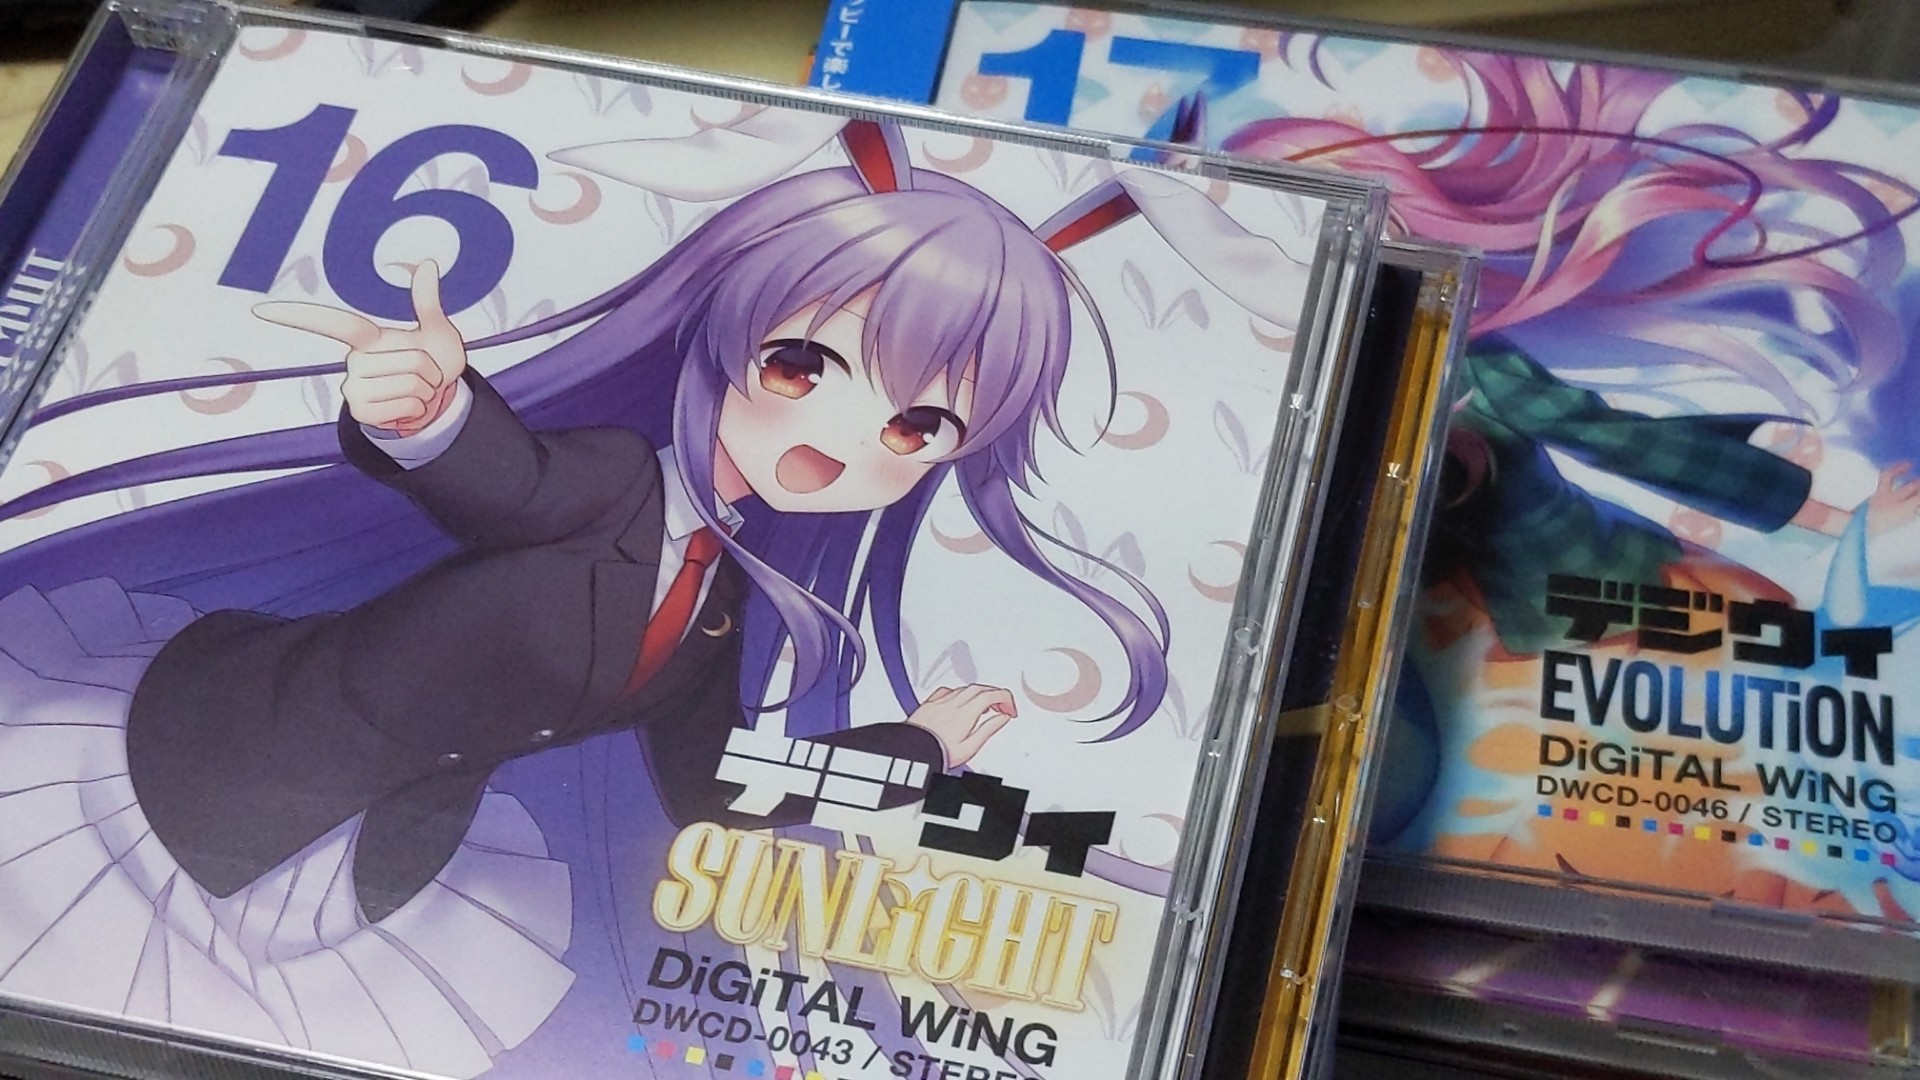 16
デジウィ
SUNLiGHT
DiGiTAL WiNG
DWCD-0043 / STEREO
17
デジウィ
EVOLUTiON
DiGiTAL WiNG
DWCD-0046 / STEREO